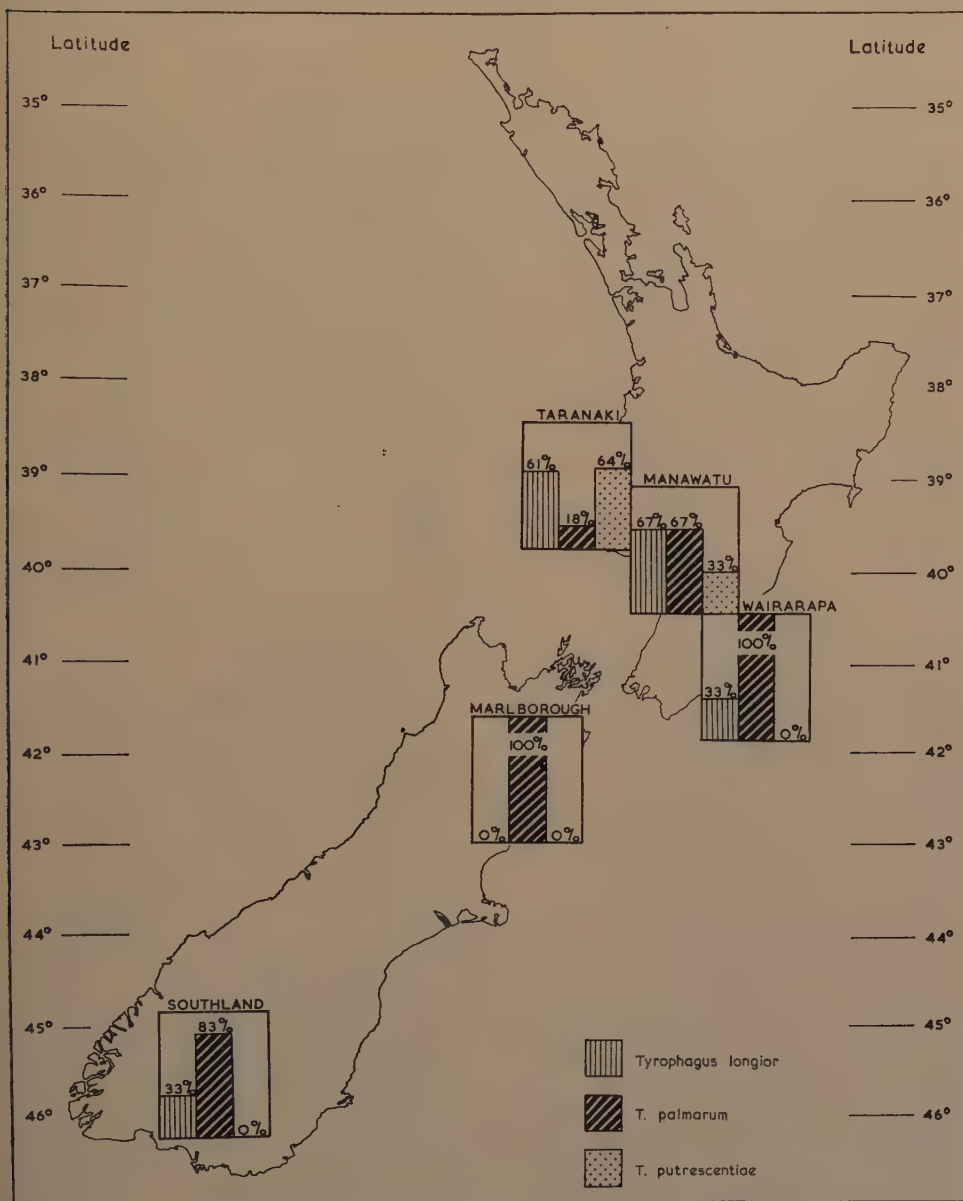 Latitude Latitude
35° 35°
36° 36°
37° 37°
38° 38°
TARANAKI
61% 18% 64%
39° 39°
MANAWATU
67% 67% 33%
40° 40°
WAIRARAPA
33% 100% 0%
41° 41°
MARLBOROUGH
0% 100% 0%
42° 42°
43° 43°
44° 44°
SOUTHLAND
33% 83% 0%
45° 45°
46° 46°
Tyrophagus longior
T. palmarum
T. putrescentiae